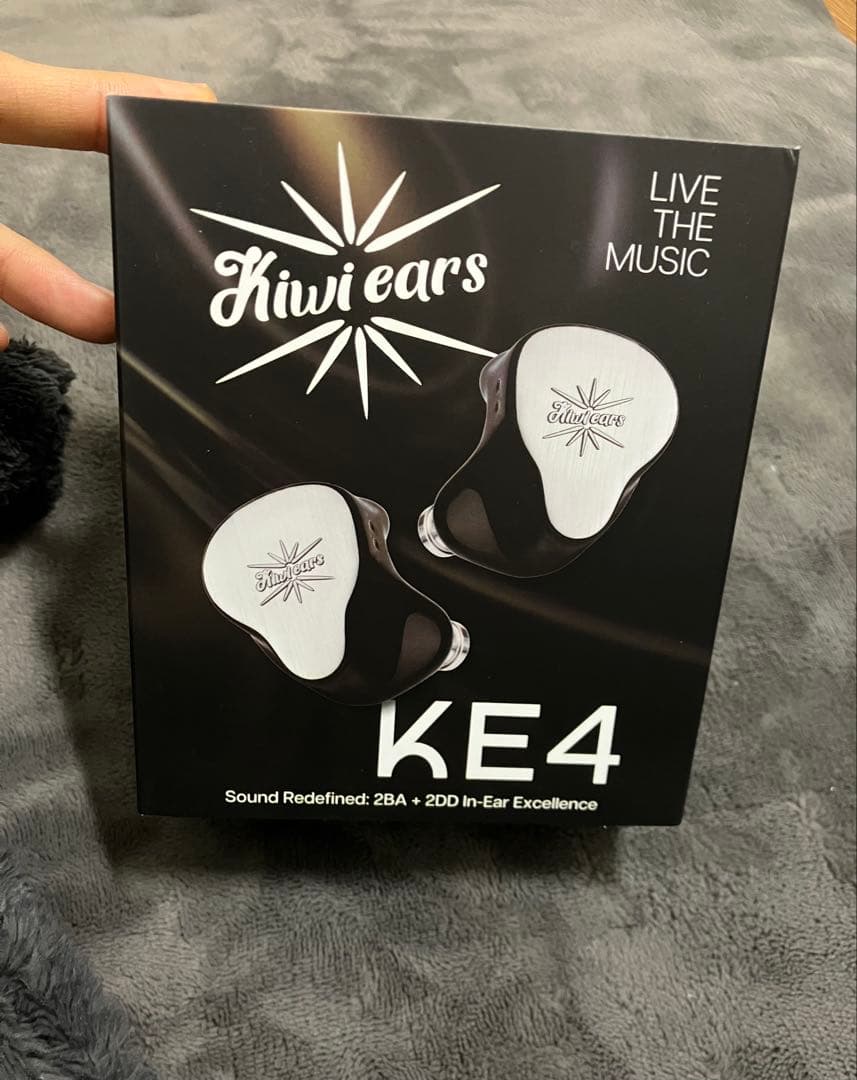 Kiwi ears
LIVE
THE
MUSIC
Kiwi ears
Kiwi ears
KE4
Sound Redefined: 2BA + 2DD In-Ear Excellence